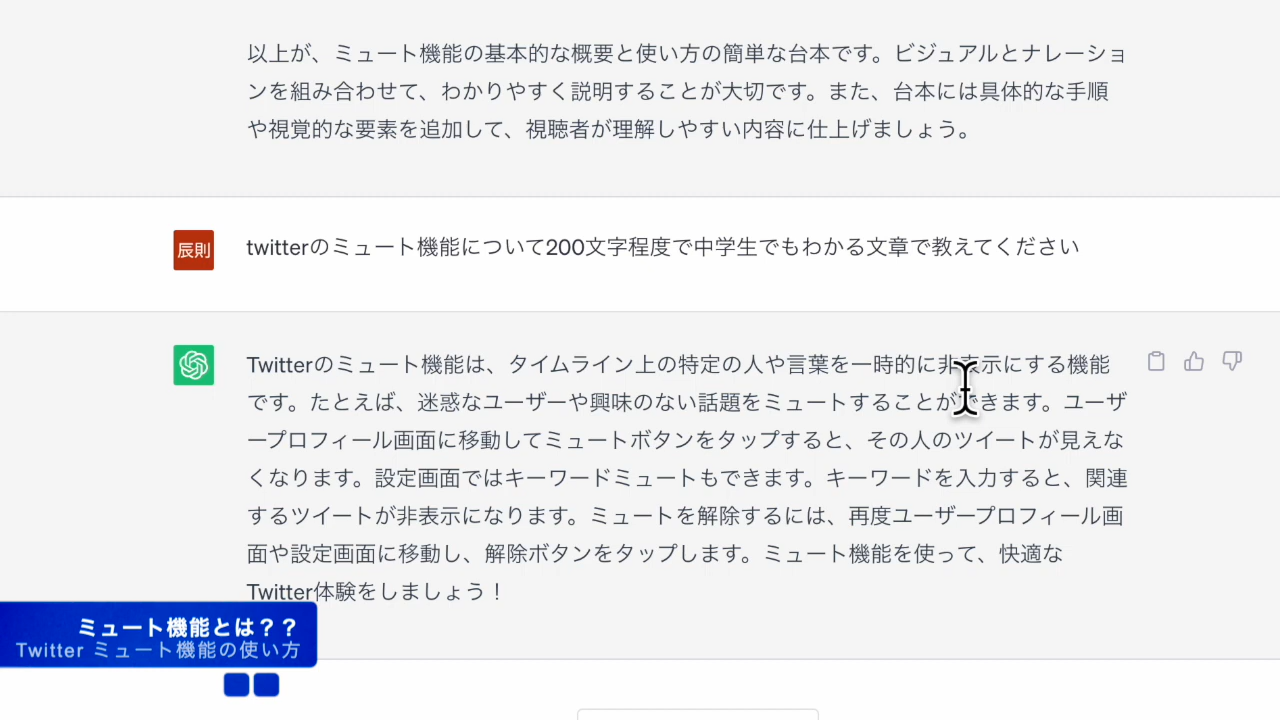 以上が、ミュート機能の基本的な概要と使い方の簡単な台本です。ビジュアルとナレーショ
ンを組み合わせて、わかりやすく説明することが大切です。また、台本には具体的な手順
や視覚的な要素を追加して、視聴者が理解しやすい内容に仕上げましょう。
辰則
twitterのミュート機能について200文字程度で中学生でもわかる文章で教えてください
Twitterのミュート機能は、タイムライン上の特定の人や言葉を一時的に非表示にする機能
です。たとえば、迷惑なユーザーや興味のない話題をミュートすることができます。ユーザ
ープロフィール画面に移動してミュートボタンをタップすると、その人のツイートが見えな
くなります。設定画面ではキーワードミュートもできます。キーワードを入力すると、関連
するツイートが非表示になります。ミュートを解除するには、再度ユーザープロフィール画
面や設定画面に移動し、解除ボタンをタップします。ミュート機能を使って、快適な
Twitter体験をしましょう！
ミュート機能とは？？
Twitter ミュート機能の使い方